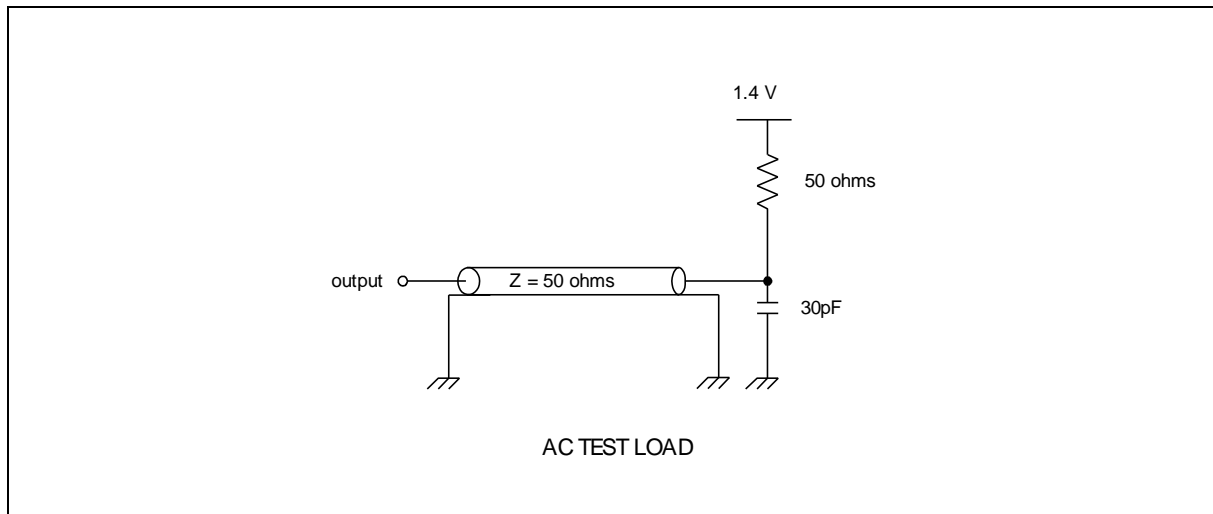 1.4 V
50 ohms
output
Z = 50 ohms
30pF
AC TEST LOAD